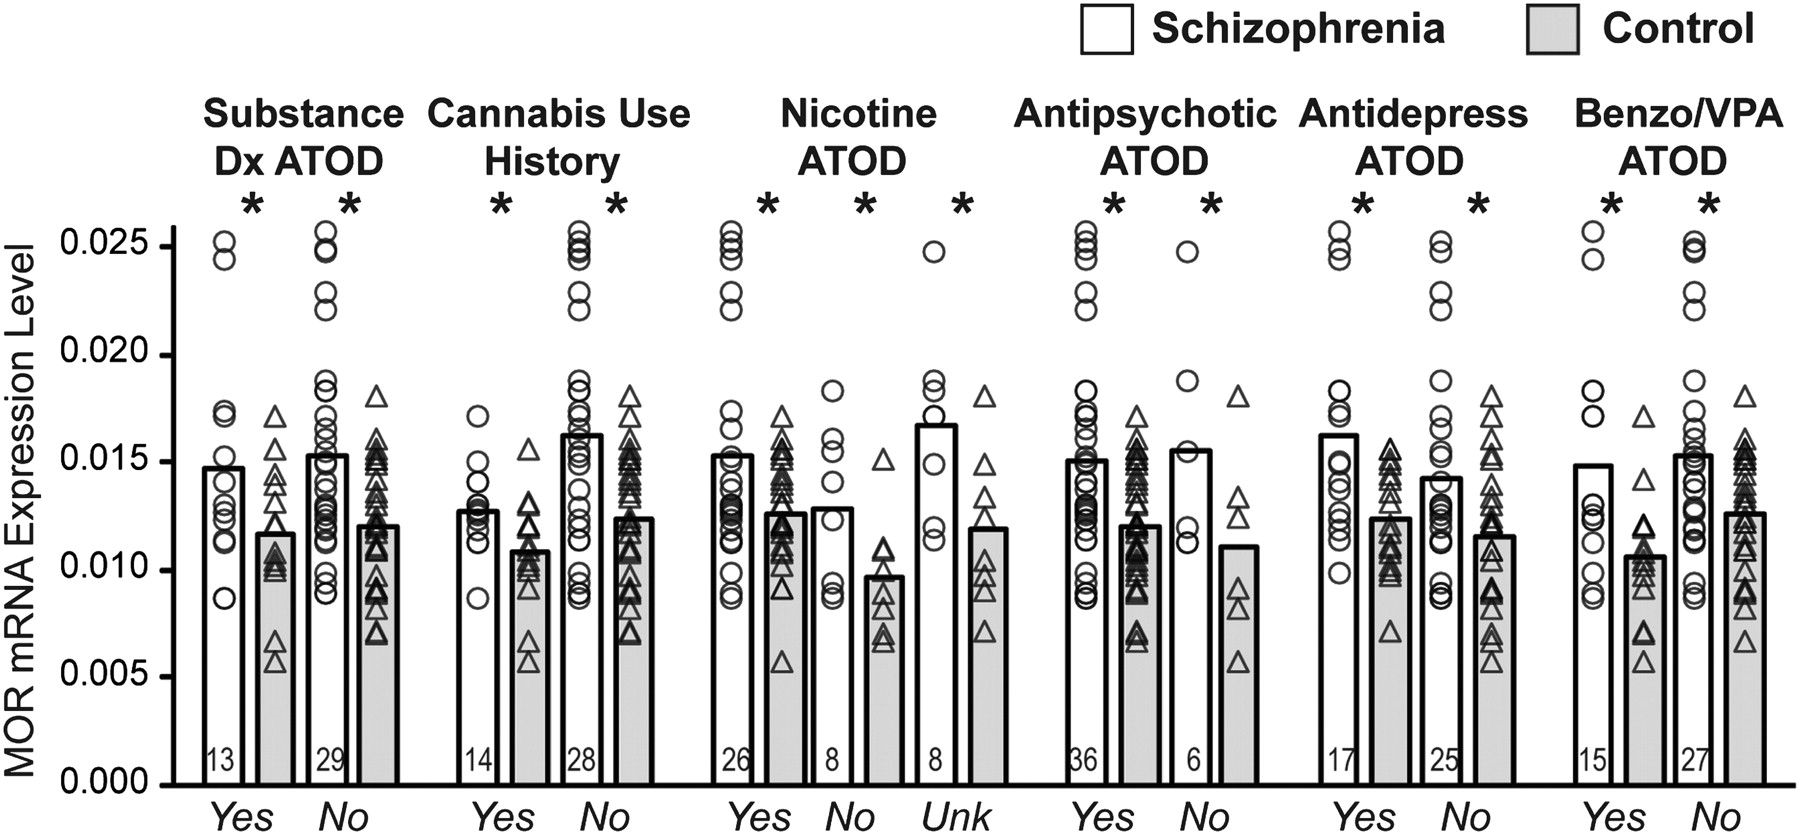 Schizophrenia Control
Substance Cannabis Use Nicotine Antipsychotic Antidepress Benzo/VPA
Dx ATOD History ATOD ATOD ATOD ATOD
* * * * * * * * * * * * *
MOR mRNA Expression Level
0.025
0.020
0.015
0.010
0.005
0.000
13 29 14 28 26 8 8 36 6 17 25 15 27
Yes No Yes No Yes No Unk Yes No Yes No Yes No